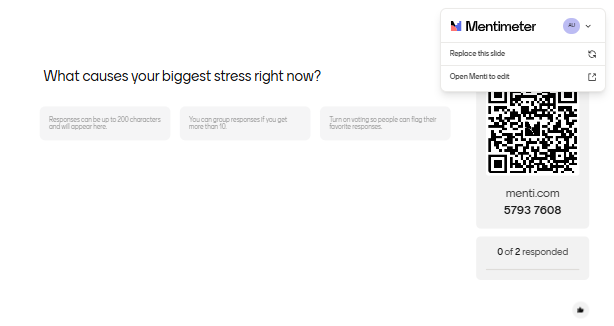 Mentimeter
AU
Replace this slide
Open Menti to edit
What causes your biggest stress right now?
Responses can be up to 200 characters
and will appear here.
You can group responses if you get
more than 10.
Turn on voting so people can flag their
favorite responses.
menti.com
5793 7608
0 of 2 responded